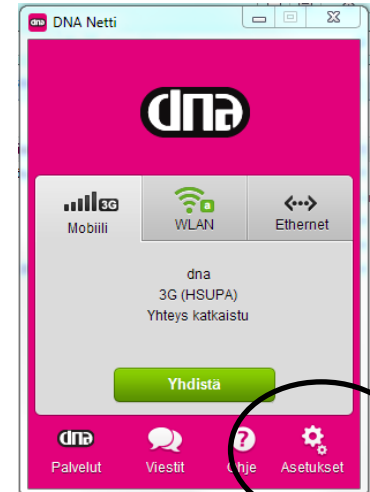 DNA Netti
dna
3G
a
Mobiili WLAN Ethernet
dna
3G (HSUPA)
Yhteys katkaistu
Yhdistä
dna ?
Palvelut Viestit Ohje Asetukset